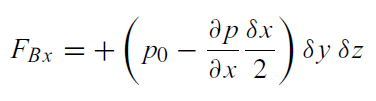 F_{Bx} = + \left( p_0 - \frac{\partial p}{\partial x} \frac{\delta x}{2} \right) \delta y \, \delta z